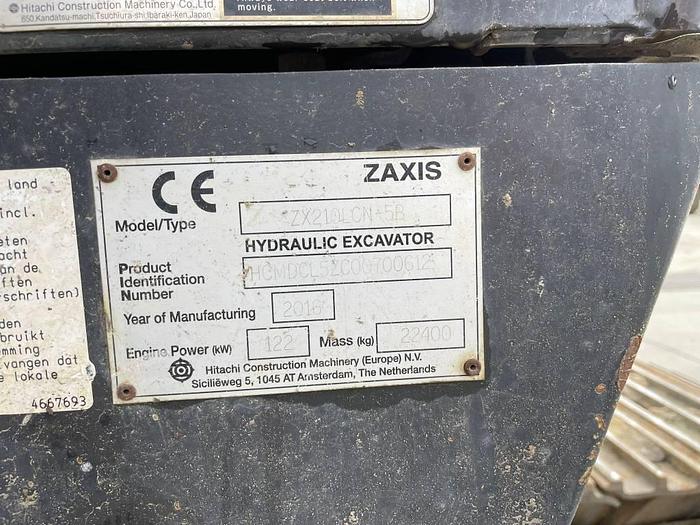 Hitachi Construction Machinery Co., Ltd.
650, Kandatsu-machi, Tsuchiura-shi, Ibaraki-ken, Japan
moving.
land
incl.
eten
acht
an de
ften
rschriften)
den
bruikt
mming
vangen dat
e lokale
4667693
CE
ZAXIS
Model/Type ZX210LCN-5B
HYDRAULIC EXCAVATOR
Product
Identification
Number
Year of Manufacturing 2016
Engine Power (kW) 122 Mass (kg) 22400
Hitachi Construction Machinery (Europe) N.V.
Siciliëweg 5, 1045 AT Amsterdam, The Netherlands